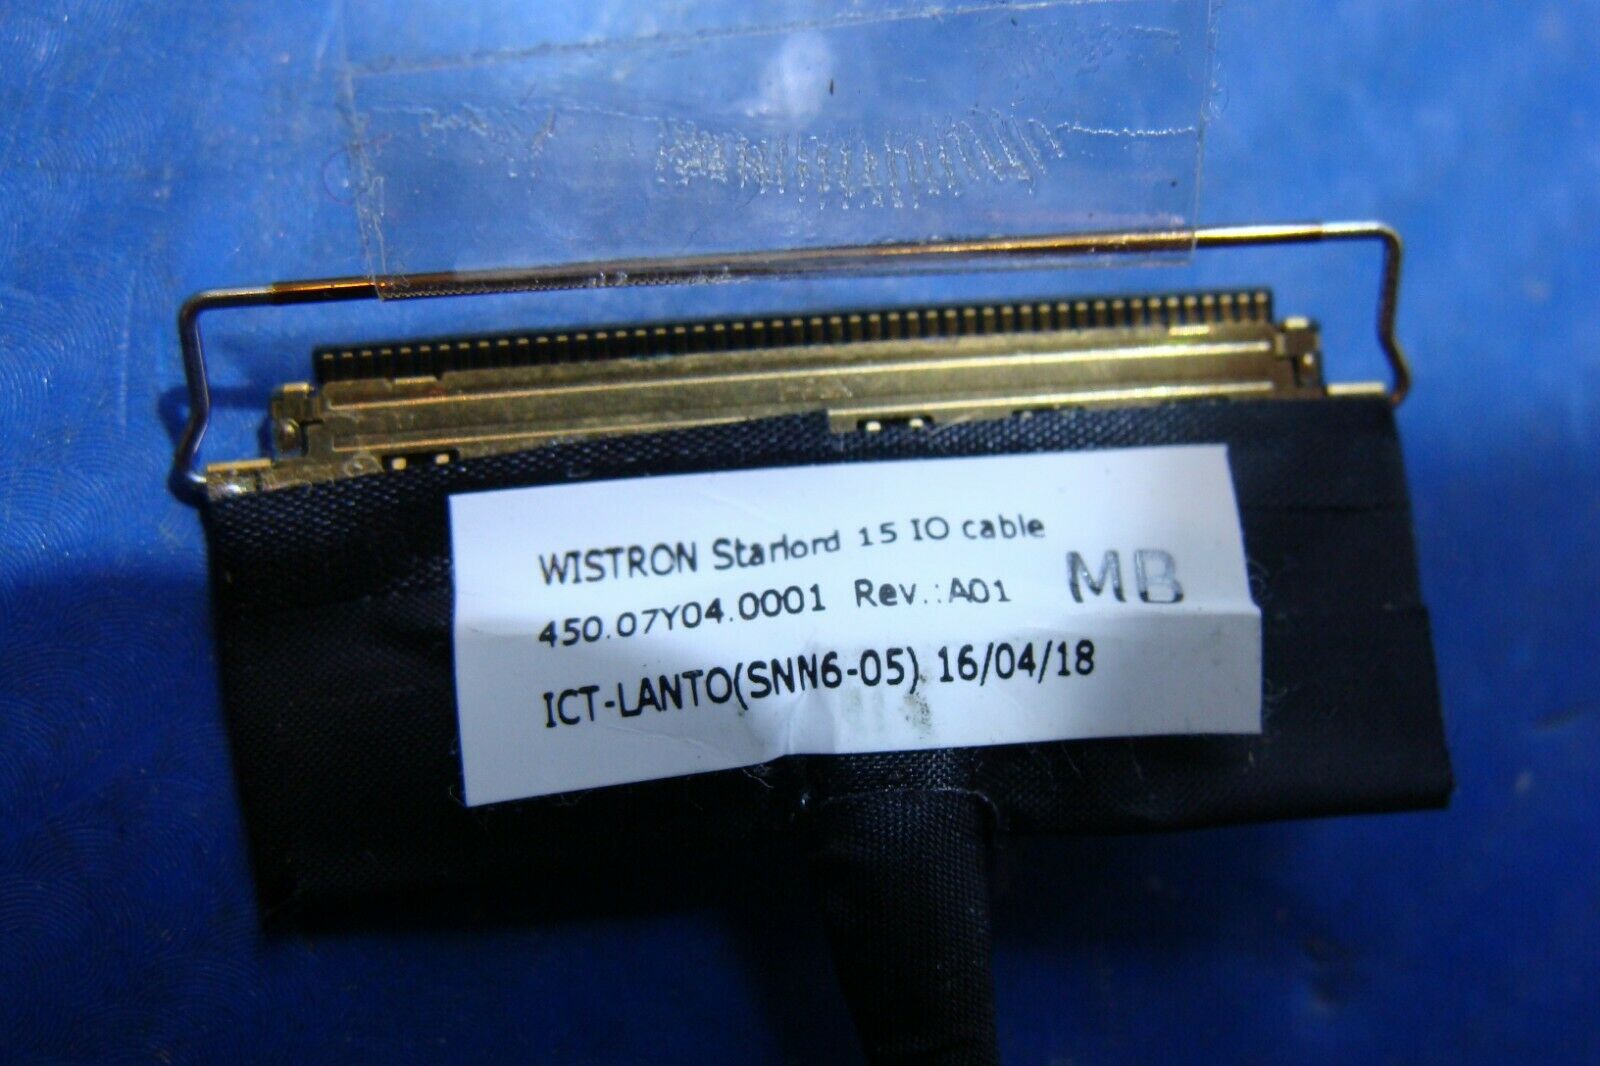 WISTRON Starlord 15 IO cable
450.07Y04.0001 Rev.:A01 MB
ICT-LANTO(SNN6-05) 16/04/18